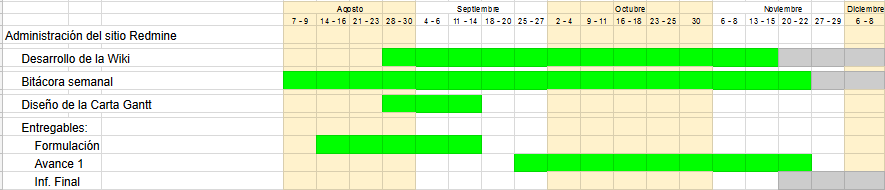 Agosto Septiembre Octubre Noviembre Diciembre
7 - 9 14 - 16 21 - 23 28 - 30 4 - 6 11 - 14 18 - 20 25 - 27 2 - 4 9 - 11 16 - 18 23 - 25 30 6 - 8 13 - 15 20 - 22 27 - 29 6 - 8
Administración del sitio Redmine
Desarrollo de la Wiki
Bitácora semanal
Diseño de la Carta Gantt
Entregables:
Formulación
Avance 1
Inf. Final